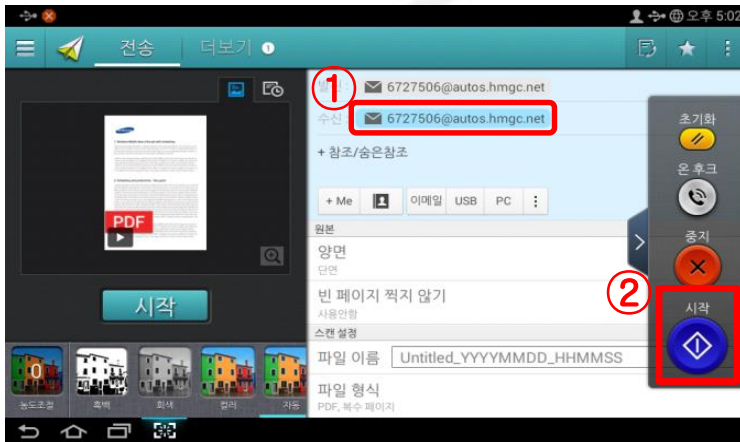 오후 5:02
전송
더보기 1
①
발신 : 6727506@autos.hmgc.net
수신 : 6727506@autos.hmgc.net
+ 참조/숨은참조
+ Me
이메일
USB
PC
원본
양면
단면
빈 페이지 찍지 않기
사용안함
스캔 설정
파일 이름 Untitled_YYYYMMDD_HHMMSS
파일 형식
PDF, 복수 페이지
PDF
시작
0
농도조절
흑백
회색
컬러
자동
초기화
온 후크
중지
②
시작